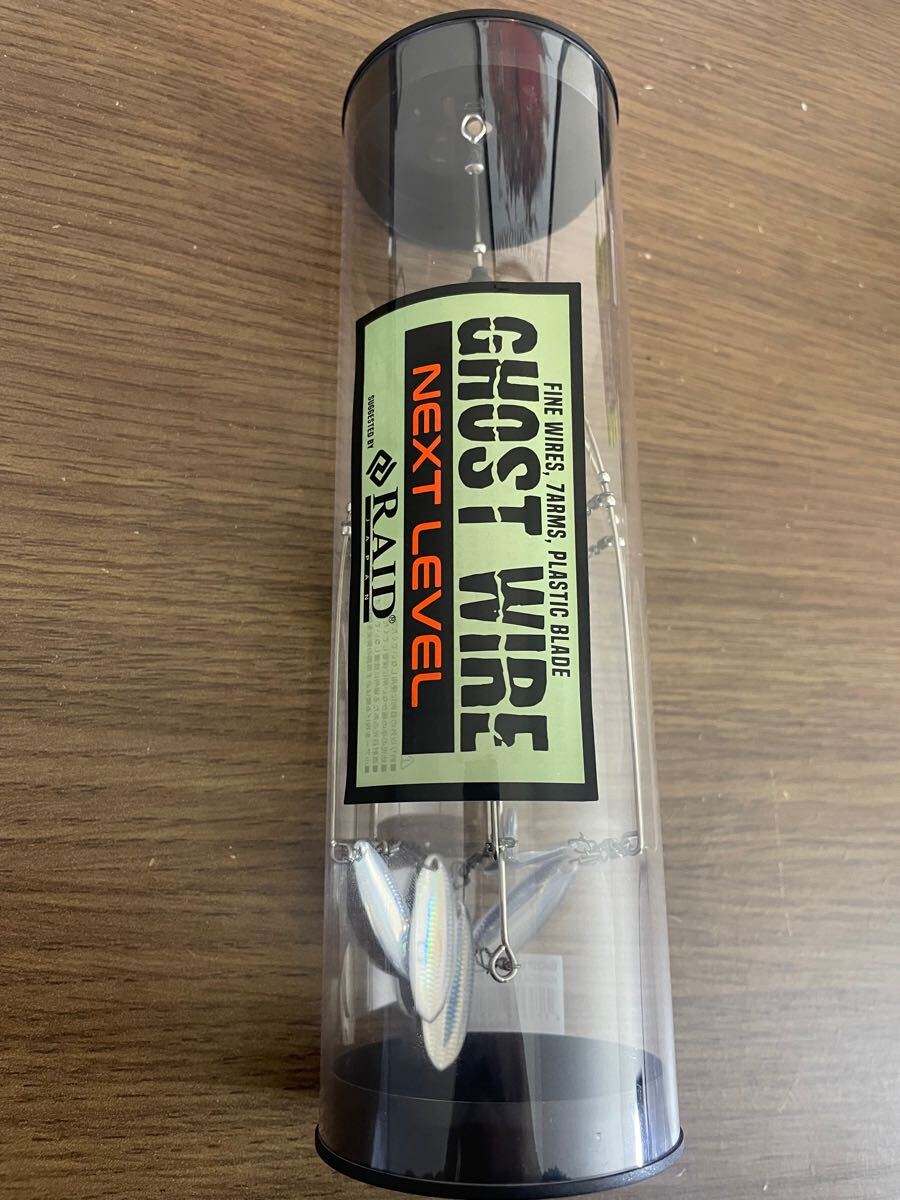 FINE WIRES, 7ARMS, PLASTIC BLADE
GHOST WIRE
NEXT LEVEL
SUGGESTED BY RAID®
JAPAN